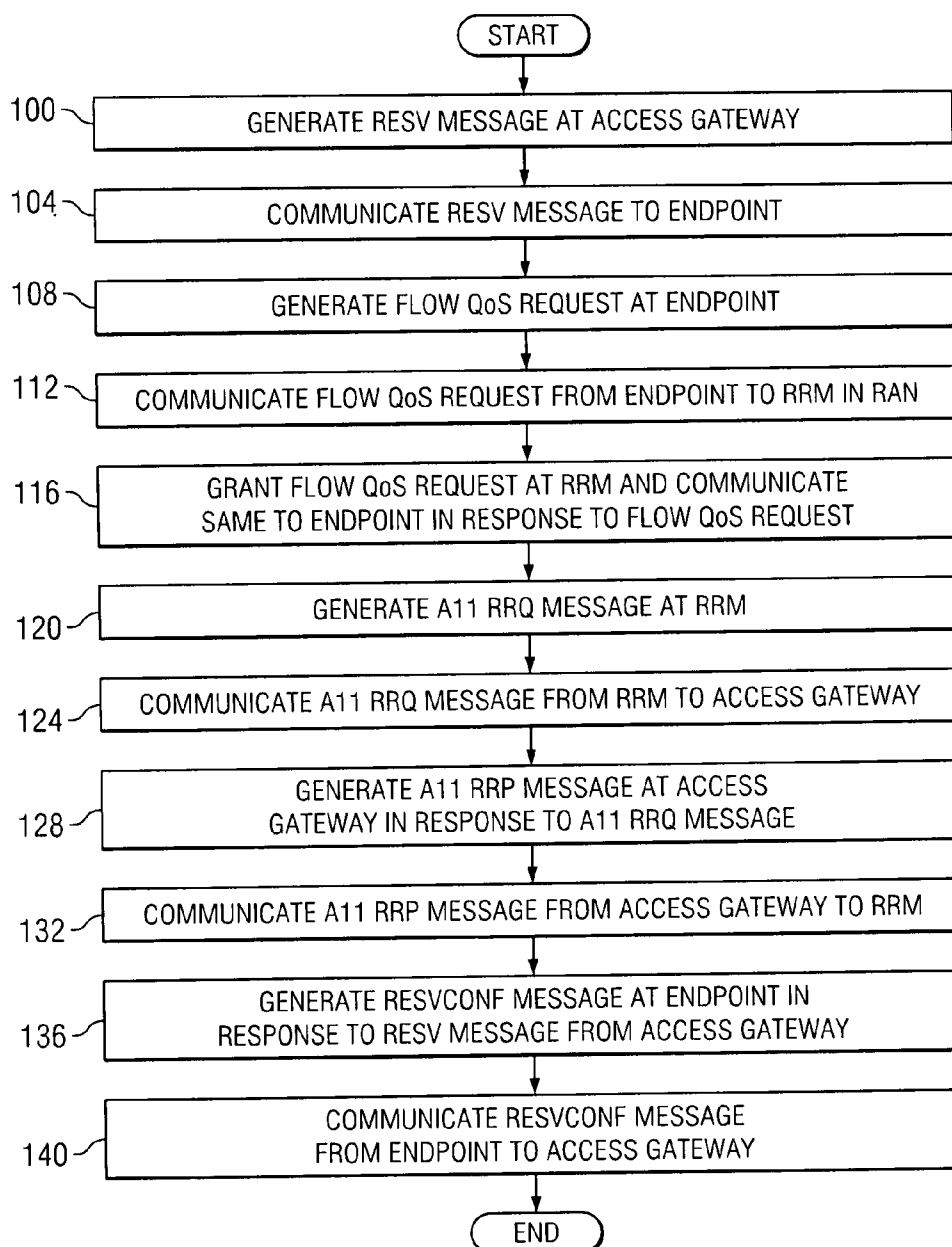 START
100
GENERATE RESV MESSAGE AT ACCESS GATEWAY
104
COMMUNICATE RESV MESSAGE TO ENDPOINT
108
GENERATE FLOW QoS REQUEST AT ENDPOINT
112
COMMUNICATE FLOW QoS REQUEST FROM ENDPOINT TO RRM IN RAN
116
GRANT FLOW QoS REQUEST AT RRM AND COMMUNICATE
SAME TO ENDPOINT IN RESPONSE TO FLOW QoS REQUEST
120
GENERATE A11 RRQ MESSAGE AT RRM
124
COMMUNICATE A11 RRQ MESSAGE FROM RRM TO ACCESS GATEWAY
128
GENERATE A11 RRP MESSAGE AT ACCESS
GATEWAY IN RESPONSE TO A11 RRQ MESSAGE
132
COMMUNICATE A11 RRP MESSAGE FROM ACCESS GATEWAY TO RRM
136
GENERATE RESVCONF MESSAGE AT ENDPOINT IN
RESPONSE TO RESV MESSAGE FROM ACCESS GATEWAY
140
COMMUNICATE RESVCONF MESSAGE
FROM ENDPOINT TO ACCESS GATEWAY
END